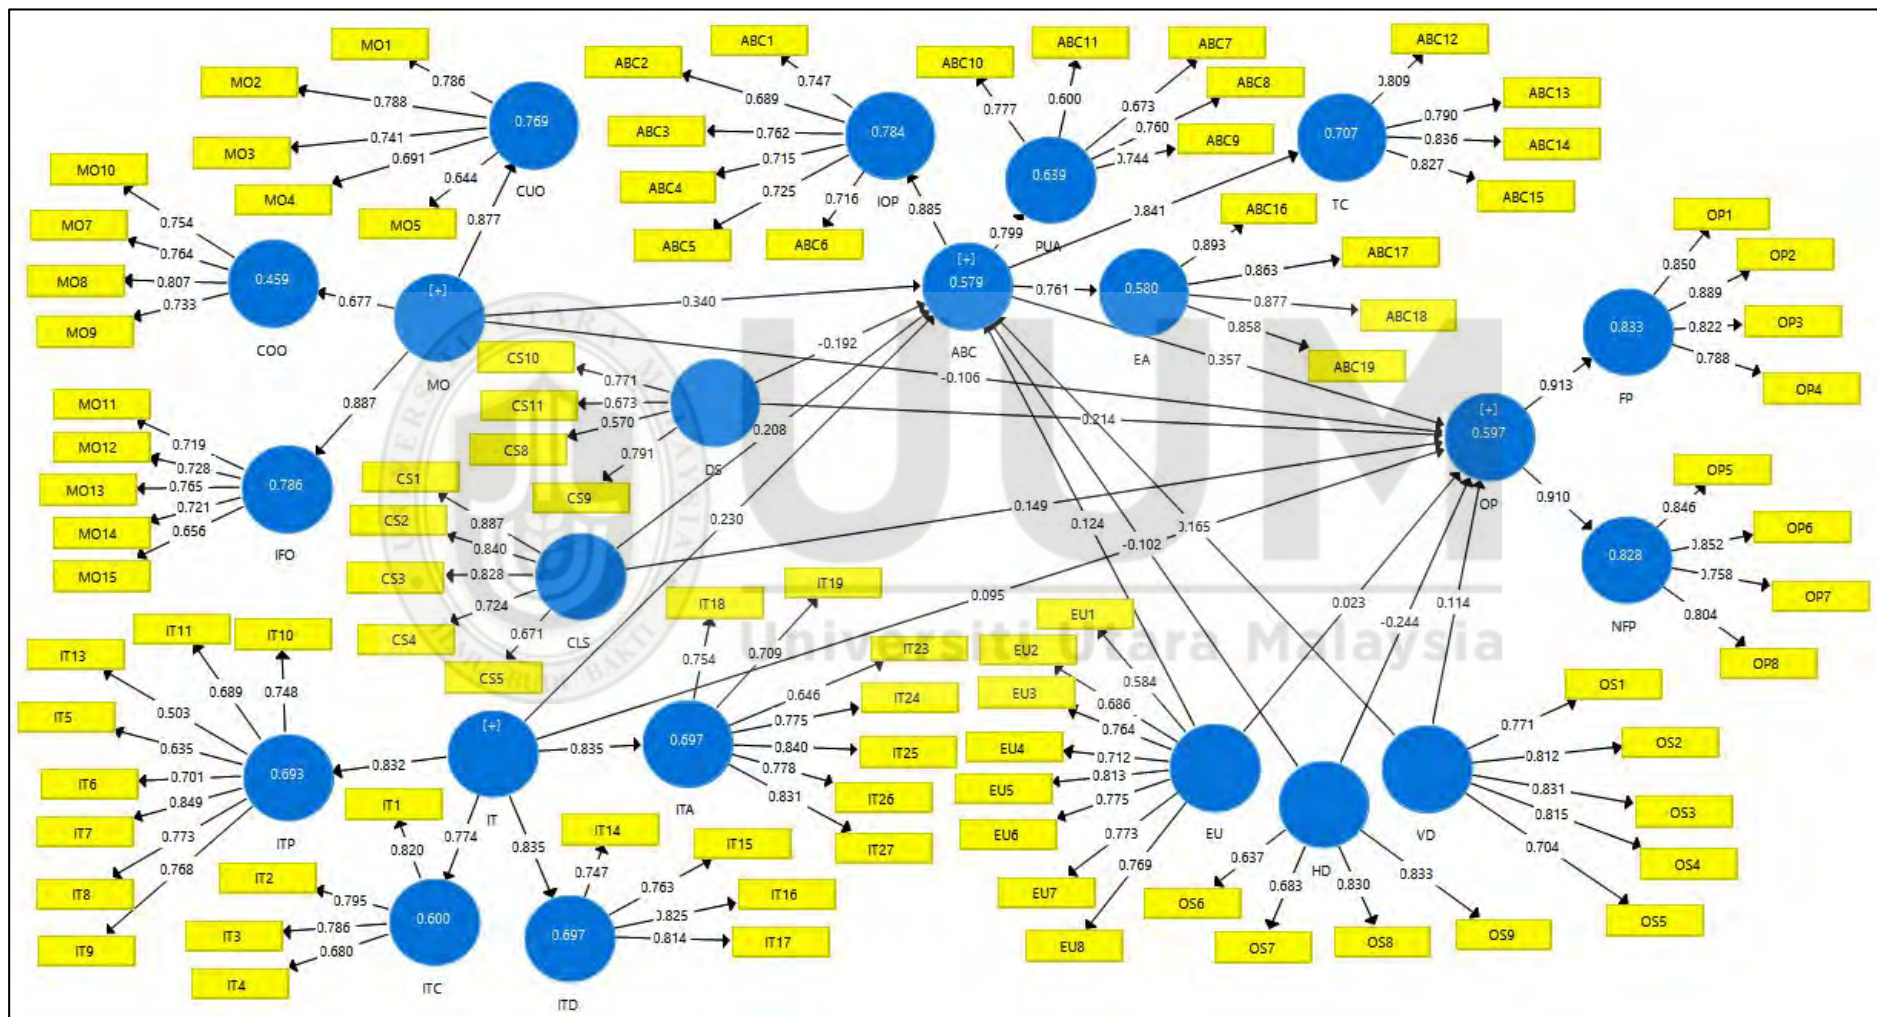 MO1
MO2
MO3
MO4
MO5
0.786
0.788
0.741
0.691
0.644
0.769
CUO
0.877
MO10
MO7
MO8
MO9
0.754
0.764
0.807
0.733
0.459
COO
0.677
[+]
MO
0.887
MO11
MO12
MO13
MO14
MO15
0.719
0.728
0.765
0.721
0.656
0.786
IFO
ABC1
ABC2
ABC3
ABC4
ABC5
ABC6
0.747
0.689
0.762
0.715
0.725
0.716
0.784
IOP
0.885
ABC10
ABC11
ABC7
ABC8
ABC9
0.777
0.600
0.673
0.760
0.744
0.639
PUA
0.799
ABC12
ABC13
ABC14
ABC15
0.809
0.790
0.836
0.827
0.707
TC
0.841
ABC16
ABC17
ABC18
ABC19
0.893
0.863
0.877
0.858
0.580
EA
0.761
[+]
0.579
ABC
0.340
-0.192
0.208
0.230
0.124
-0.102
0.165
0.357
-0.106
0.214
0.149
0.095
0.023
-0.244
0.114
CS10
CS11
CS8
CS9
0.771
0.673
0.570
0.791
DS
CS1
CS2
CS3
CS4
CS5
0.887
0.840
0.828
0.724
0.671
CLS
[+]
0.597
OP
0.913
0.910
OP1
OP2
OP3
OP4
0.850
0.889
0.822
0.788
0.833
FP
OP5
OP6
OP7
OP8
0.846
0.852
0.758
0.804
0.828
NFP
IT13
IT11
IT10
IT5
IT6
IT7
IT8
IT9
0.503
0.689
0.748
0.635
0.701
0.849
0.773
0.768
0.693
ITP
0.832
[+]
IT
0.835
0.774
0.835
IT1
IT2
IT3
IT4
0.820
0.795
0.786
0.680
0.600
ITC
IT14
IT15
IT16
IT17
0.747
0.763
0.825
0.814
0.697
ITD
IT18
IT19
IT23
IT24
IT25
IT26
IT27
0.754
0.709
0.646
0.775
0.840
0.778
0.831
0.697
ITA
EU1
EU2
EU3
EU4
EU5
EU6
EU7
EU8
0.584
0.686
0.764
0.712
0.813
0.775
0.773
0.769
EU
OS6
OS7
OS8
OS9
0.637
0.683
0.830
0.833
HD
OS1
OS2
OS3
OS4
OS5
0.771
0.812
0.831
0.815
0.704
VD
UUM
Universiti Utara Malaysia